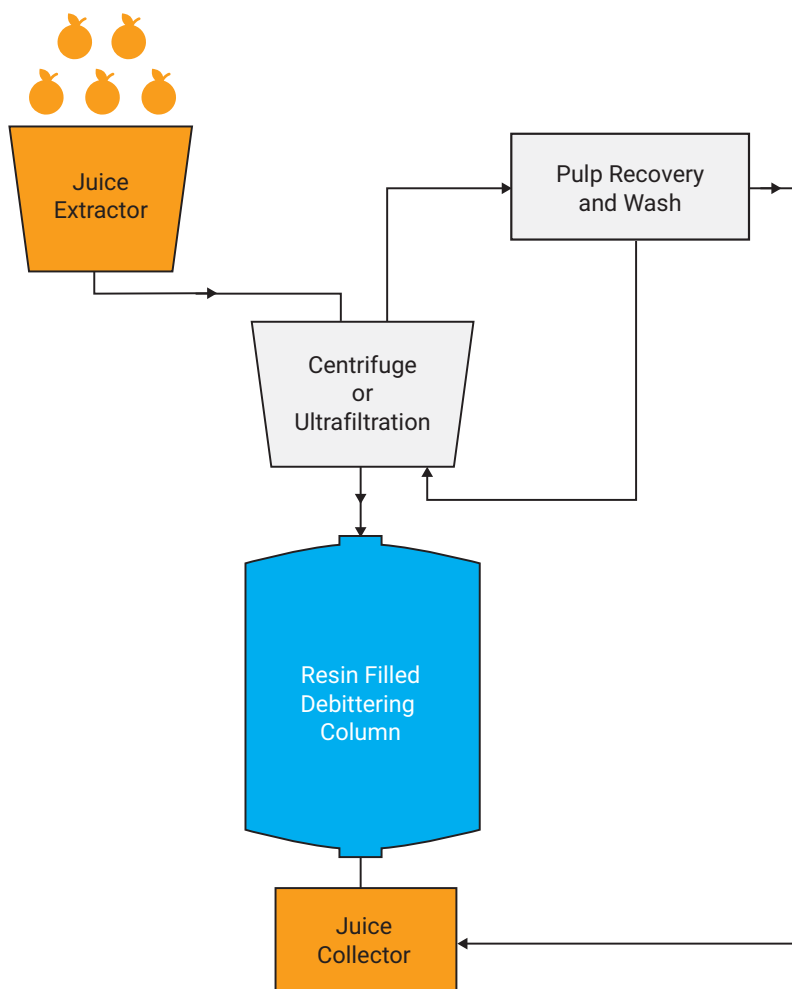 Juice
Extractor
Pulp Recovery
and Wash
Centrifuge
or
Ultrafiltration
Resin Filled
Debittering
Column
Juice
Collector